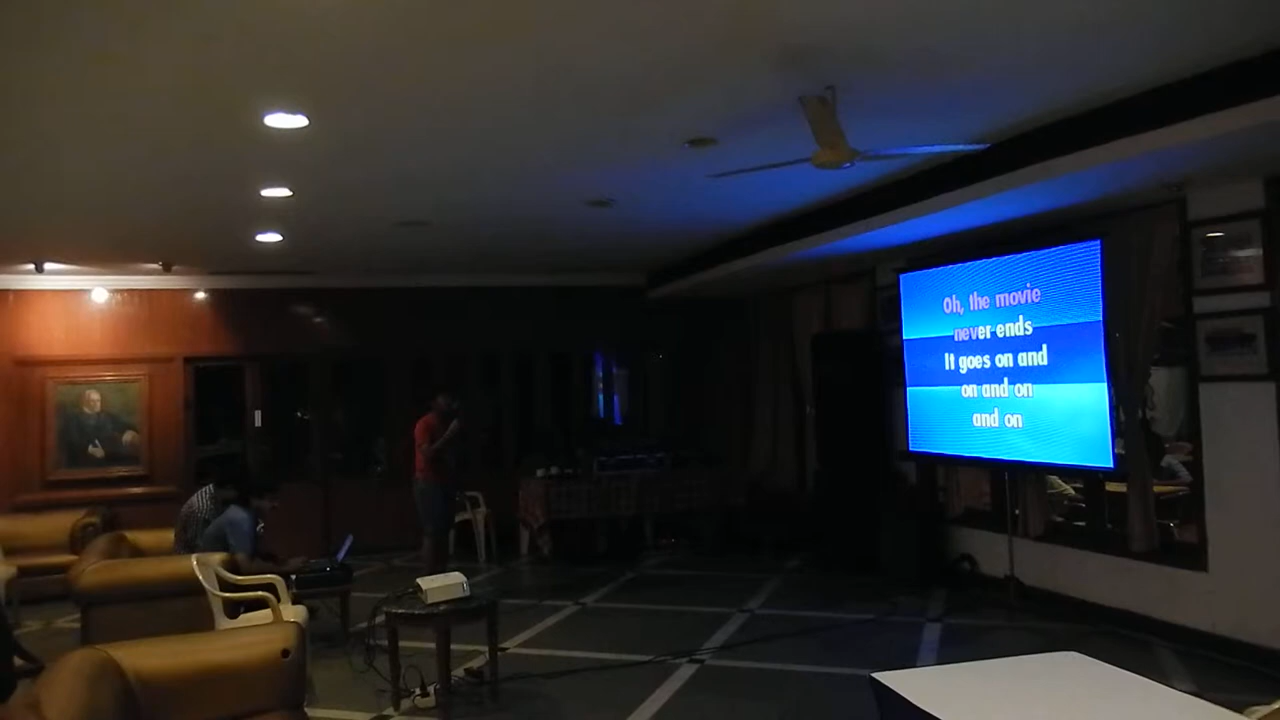 Oh, the movie
never ends
It goes on and
on and on
and on